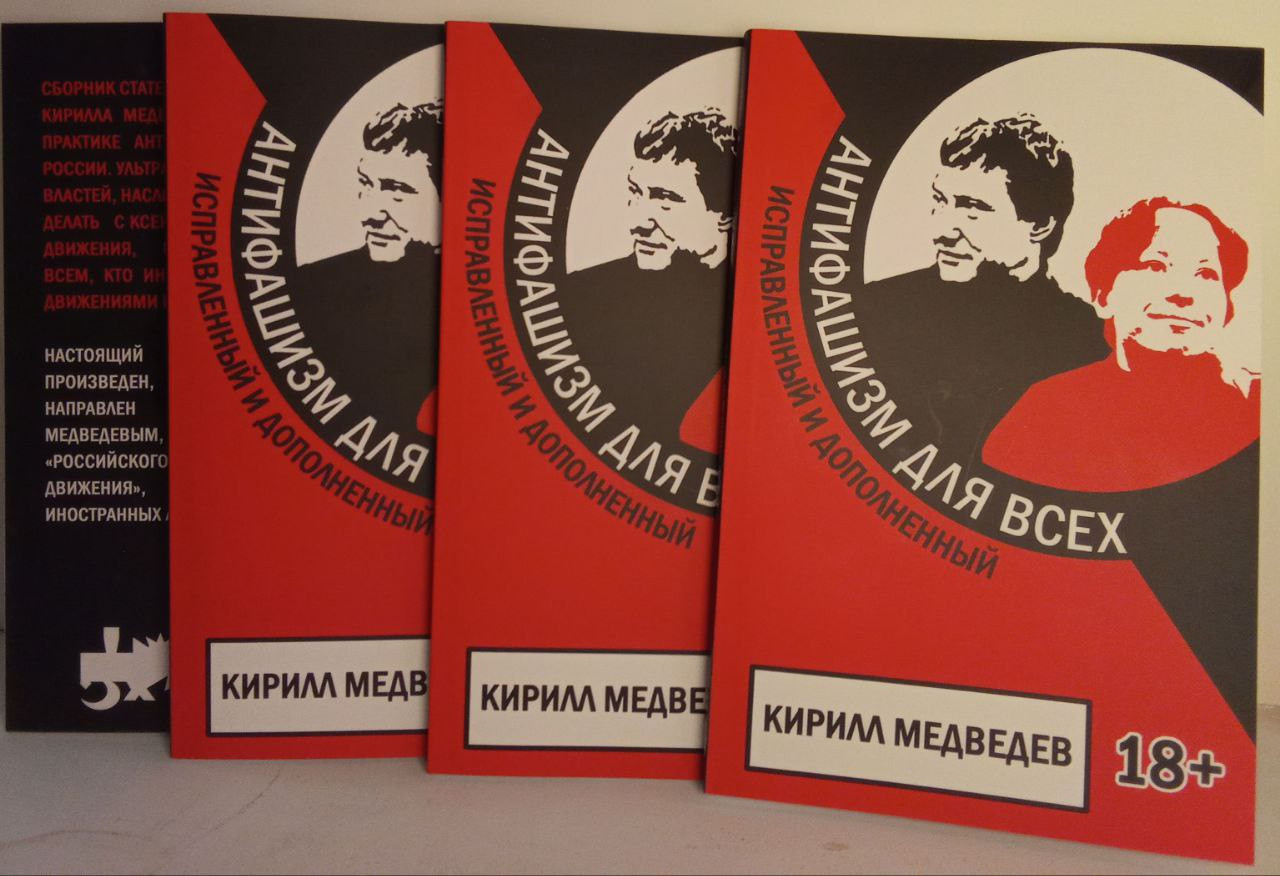 СБОРНИК СТАТЕ
КИРИЛЛА МЕД
ПРАКТИКЕ АНТ
РОССИИ. УЛЬТР
ВЛАСТЕЙ, НАСЛ
ДЕЛАТЬ С КСЕН
ДВИЖЕНИЯ,
ВСЕМ, КТО ИН
ДВИЖЕНИЯМИ
НАСТОЯЩИЙ
ПРОИЗВЕДЕН,
НАПРАВЛЕН
МЕДВЕДЕВЫМ,
«РОССИЙСКОГО
ДВИЖЕНИЯ»,
ИНОСТРАННЫХ
АНТИФАШИЗМ ДЛЯ
ИСПРАВЛЕННЫЙ И ДОПОЛНЕННЫЙ
КИРИЛЛ МЕДВ
АНТИФАШИЗМ ДЛЯ В
ИСПРАВЛЕННЫЙ И ДОПОЛНЕННЫЙ
КИРИЛЛ МЕДВЕ
АНТИФАШИЗМ ДЛЯ ВСЕХ
ИСПРАВЛЕННЫЙ И ДОПОЛНЕННЫЙ
КИРИЛЛ МЕДВЕДЕВ
18+